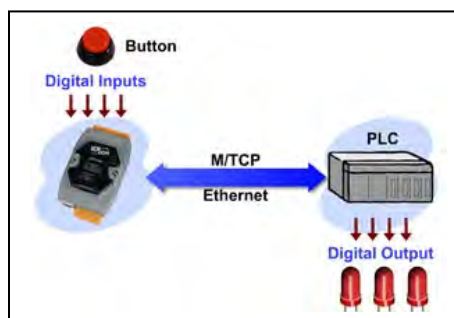 Button
Digital Inputs
PLC
M/TCP
Ethernet
Digital Output